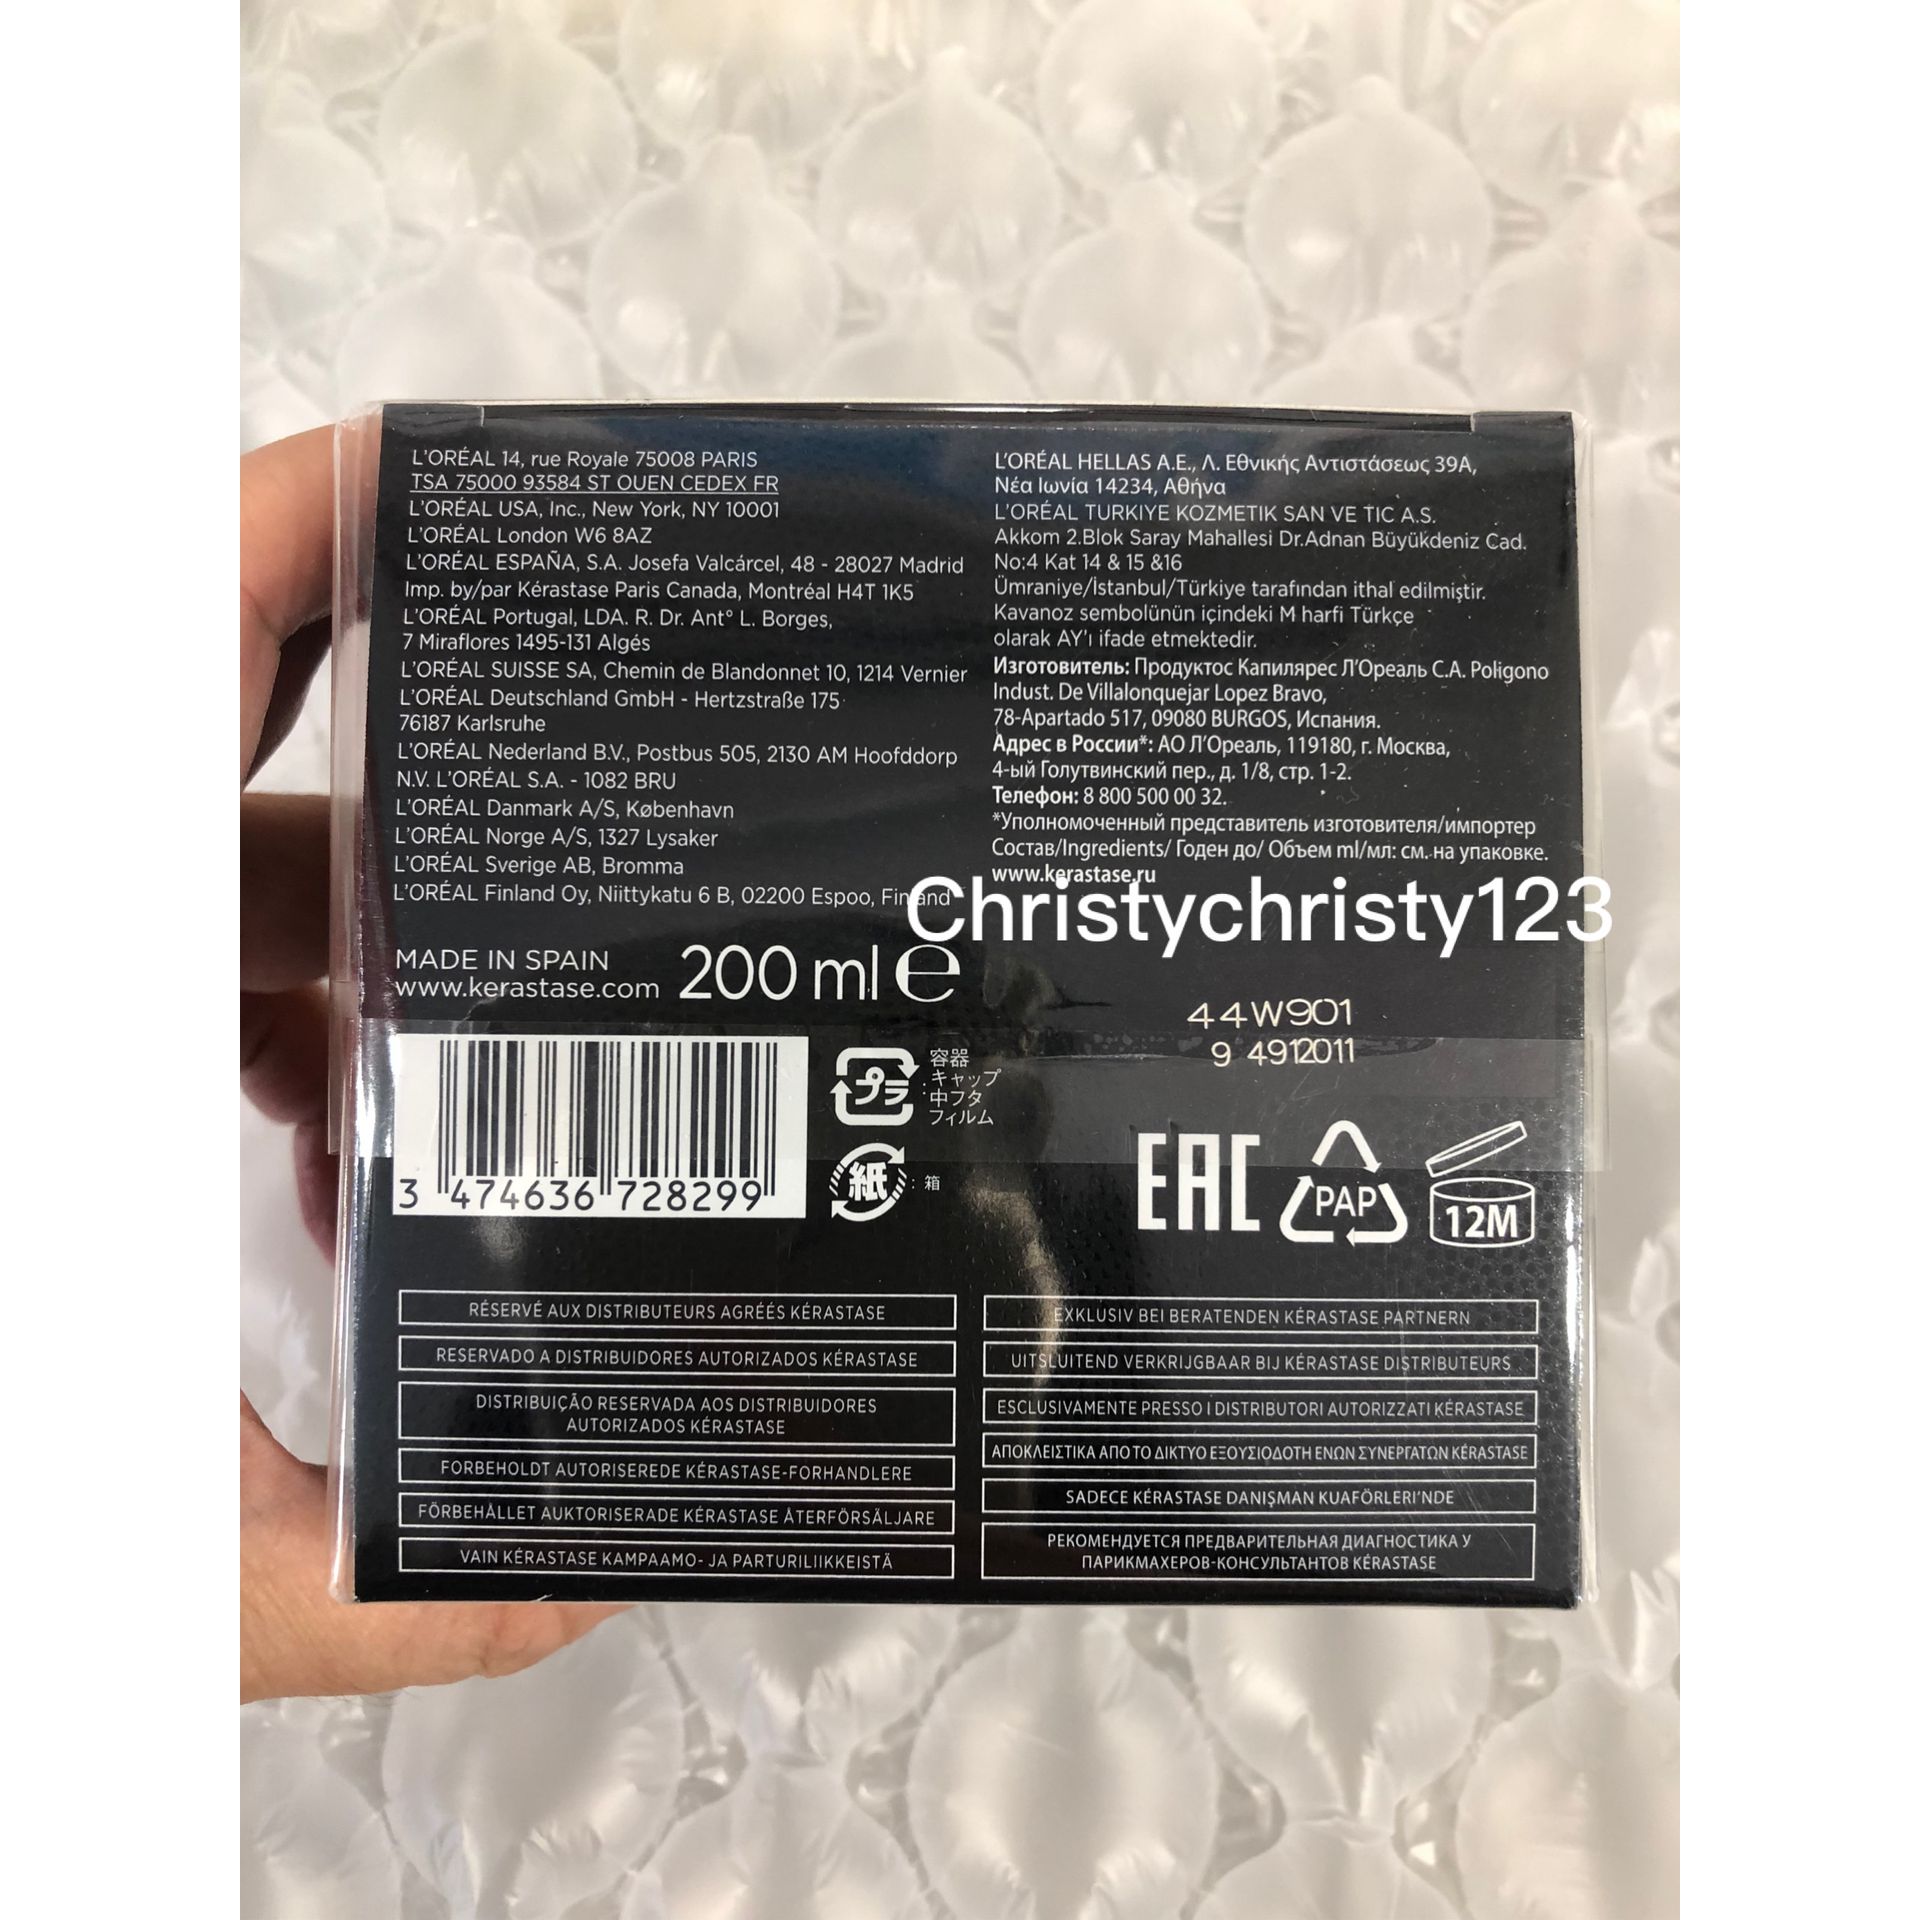 L'ORÉAL 14, rue Royale 75008 PARIS
TSA 75000 93584 ST OUEN CEDEX FR
L'ORÉAL USA, Inc., New York, NY 10001
L'ORÉAL London W6 8AZ
L'ORÉAL ESPAÑA, S.A. Josefa Valcárcel, 48 - 28027 Madrid
Imp. by/par Kérastase Paris Canada, Montréal H4T 1K5
L'ORÉAL Portugal, LDA. R. Dr. Ant° L. Borges,
7 Miraflores 1495-131 Algés
L'ORÉAL SUISSE SA, Chemin de Blandonnet 10, 1214 Vernier
L'ORÉAL Deutschland GmbH - Hertzstraße 175
76187 Karlsruhe
L'ORÉAL Nederland B.V., Postbus 505, 2130 AM Hoofddorp
N.V. L'ORÉAL S.A. - 1082 BRU
L'ORÉAL Danmark A/S, København
L'ORÉAL Norge A/S, 1327 Lysaker
L'ORÉAL Sverige AB, Bromma
L'ORÉAL Finland Oy, Niittykatu 6 B, 02200 Espoo, Finland
L'ORÉAL HELLAS A.E., Λ. Εθνικής Αντιστάσεως 39Α,
Νέα Ιωνία 14234, Αθήνα
L'ORÉAL TURKIYE KOZMETIK SAN VE TIC A.S.
Akkom 2.Blok Saray Mahallesi Dr.Adnan Büyükdeniz Cad.
No:4 Kat 14 & 15 &16
Ümraniye/İstanbul/Türkiye tarafından ithal edilmiştir.
Kavanoz sembolünün içindeki M harfi Türkçe
olarak AY'ı ifade etmektedir.
Изготовитель: Продуктос Капилярес Л'Ореаль С.А. Poligono
Indust. De Villalonquejar Lopez Bravo,
78-Apartado 517, 09080 BURGOS, Испания.
Адрес в России*: АО Л'Ореаль, 119180, г. Москва,
4-ый Голутвинский пер., д. 1/8, стр. 1-2.
Телефон: 8 800 500 00 32.
*Уполномоченный представитель изготовителя/импортер
Состав/Ingredients/ Годен до/ Объем ml/мл: см. на упаковке.
www.kerastase.ru
Christychristy123
MADE IN SPAIN
www.kerastase.com
200 ml e
44W901
9 4912011
3 474636 728299
プラ
: 容器
キャップ
中フタ
フィルム
紙 : 箱
EAC
PAP
12M
RÉSERVÉ AUX DISTRIBUTEURS AGRÉÉS KÉRASTASE
RESERVADO A DISTRIBUIDORES AUTORIZADOS KÉRASTASE
DISTRIBUIÇÃO RESERVADA AOS DISTRIBUIDORES
AUTORIZADOS KÉRASTASE
FORBEHOLDT AUTORISEREDE KÉRASTASE-FORHANDLERE
FÖRBEHÅLLET AUKTORISERADE KÉRASTASE ÅTERFÖRSÄLJARE
VAIN KÉRASTASE KAMPAAMO- JA PARTURILIIKKEISTÄ
EXKLUSIV BEI BERATENDEN KÉRASTASE PARTNERN
UITSLUITEND VERKRIJGBAAR BIJ KÉRASTASE DISTRIBUTEURS
ESCLUSIVAMENTE PRESSO I DISTRIBUTORI AUTORIZZATI KÉRASTASE
ΑΠΟΚΛΕΙΣΤΙΚΑ ΑΠΟ ΤΟ ΔΙΚΤΥΟ ΕΞΟΥΣΙΟΔΟΤΗΕΝΩΝ ΣΥΝΕΡΓΑΤΩΝ KÉRASTASE
SADECE KÉRASTASE DANIŞMAN KUAFÖRLERI'NDE
РЕКОМЕНДУЕТСЯ ПРЕДВАРИТЕЛЬНАЯ ДИАГНОСТИКА У
ПАРИКМАХЕРОВ-КОНСУЛЬТАНТОВ KÉRASTASE